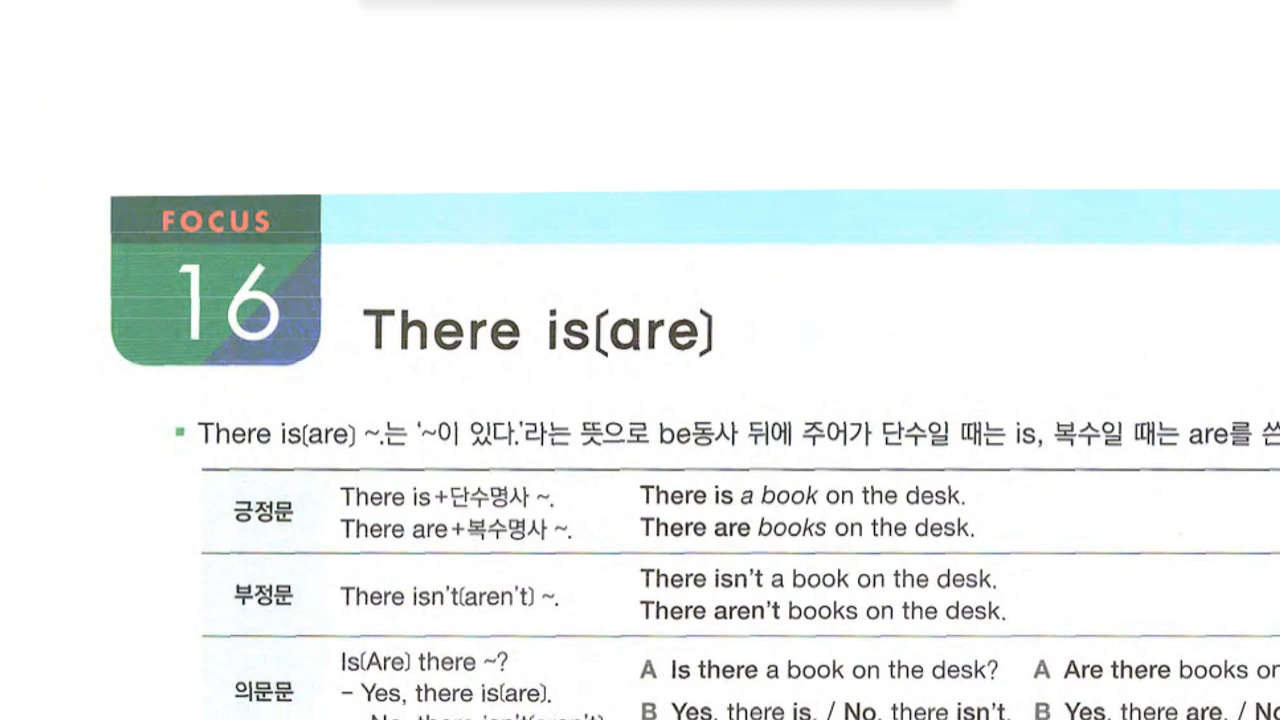 FOCUS
16
There is(are)
▪ There is(are) ~.는 '~이 있다.'라는 뜻으로 be동사 뒤에 주어가 단수일 때는 is, 복수일 때는 are를
긍정문
There is+단수명사 ~.
There are+복수명사 ~.
There is a book on the desk.
There are books on the desk.
부정문
There isn't(aren't) ~.
There isn't a book on the desk.
There aren't books on the desk.
의문문
Is(Are) there ~?
– Yes, there is(are).
A Is there a book on the desk?
B Yes, there is. / No, there isn't.
A Are there books
B Yes, there are. /